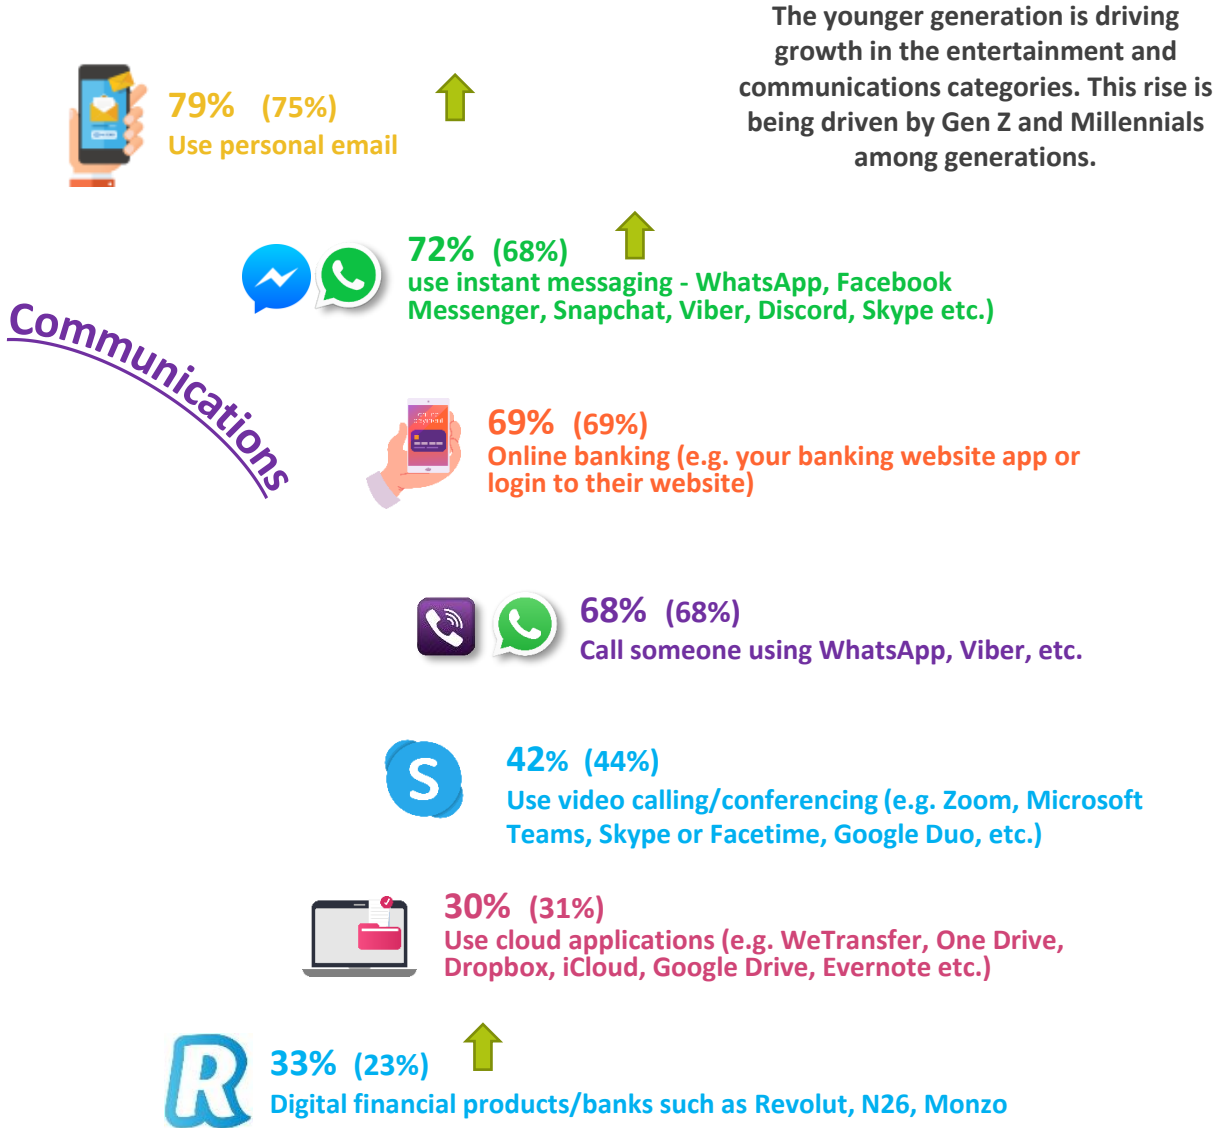 The younger generation is driving
growth in the entertainment and
communications categories. This rise is
being driven by Gen Z and Millennials
among generations.
79% (75%)
Use personal email
72% (68%)
use instant messaging - WhatsApp, Facebook
Messenger, Snapchat, Viber, Discord, Skype etc.)
Communications
69% (69%)
Online banking (e.g. your banking website app or
login to their website)
online
payment
68% (68%)
Call someone using WhatsApp, Viber, etc.
S
42% (44%)
Use video calling/conferencing (e.g. Zoom, Microsoft
Teams, Skype or Facetime, Google Duo, etc.)
30% (31%)
Use cloud applications (e.g. WeTransfer, One Drive,
Dropbox, iCloud, Google Drive, Evernote etc.)
R
33% (23%)
Digital financial products/banks such as Revolut, N26, Monzo